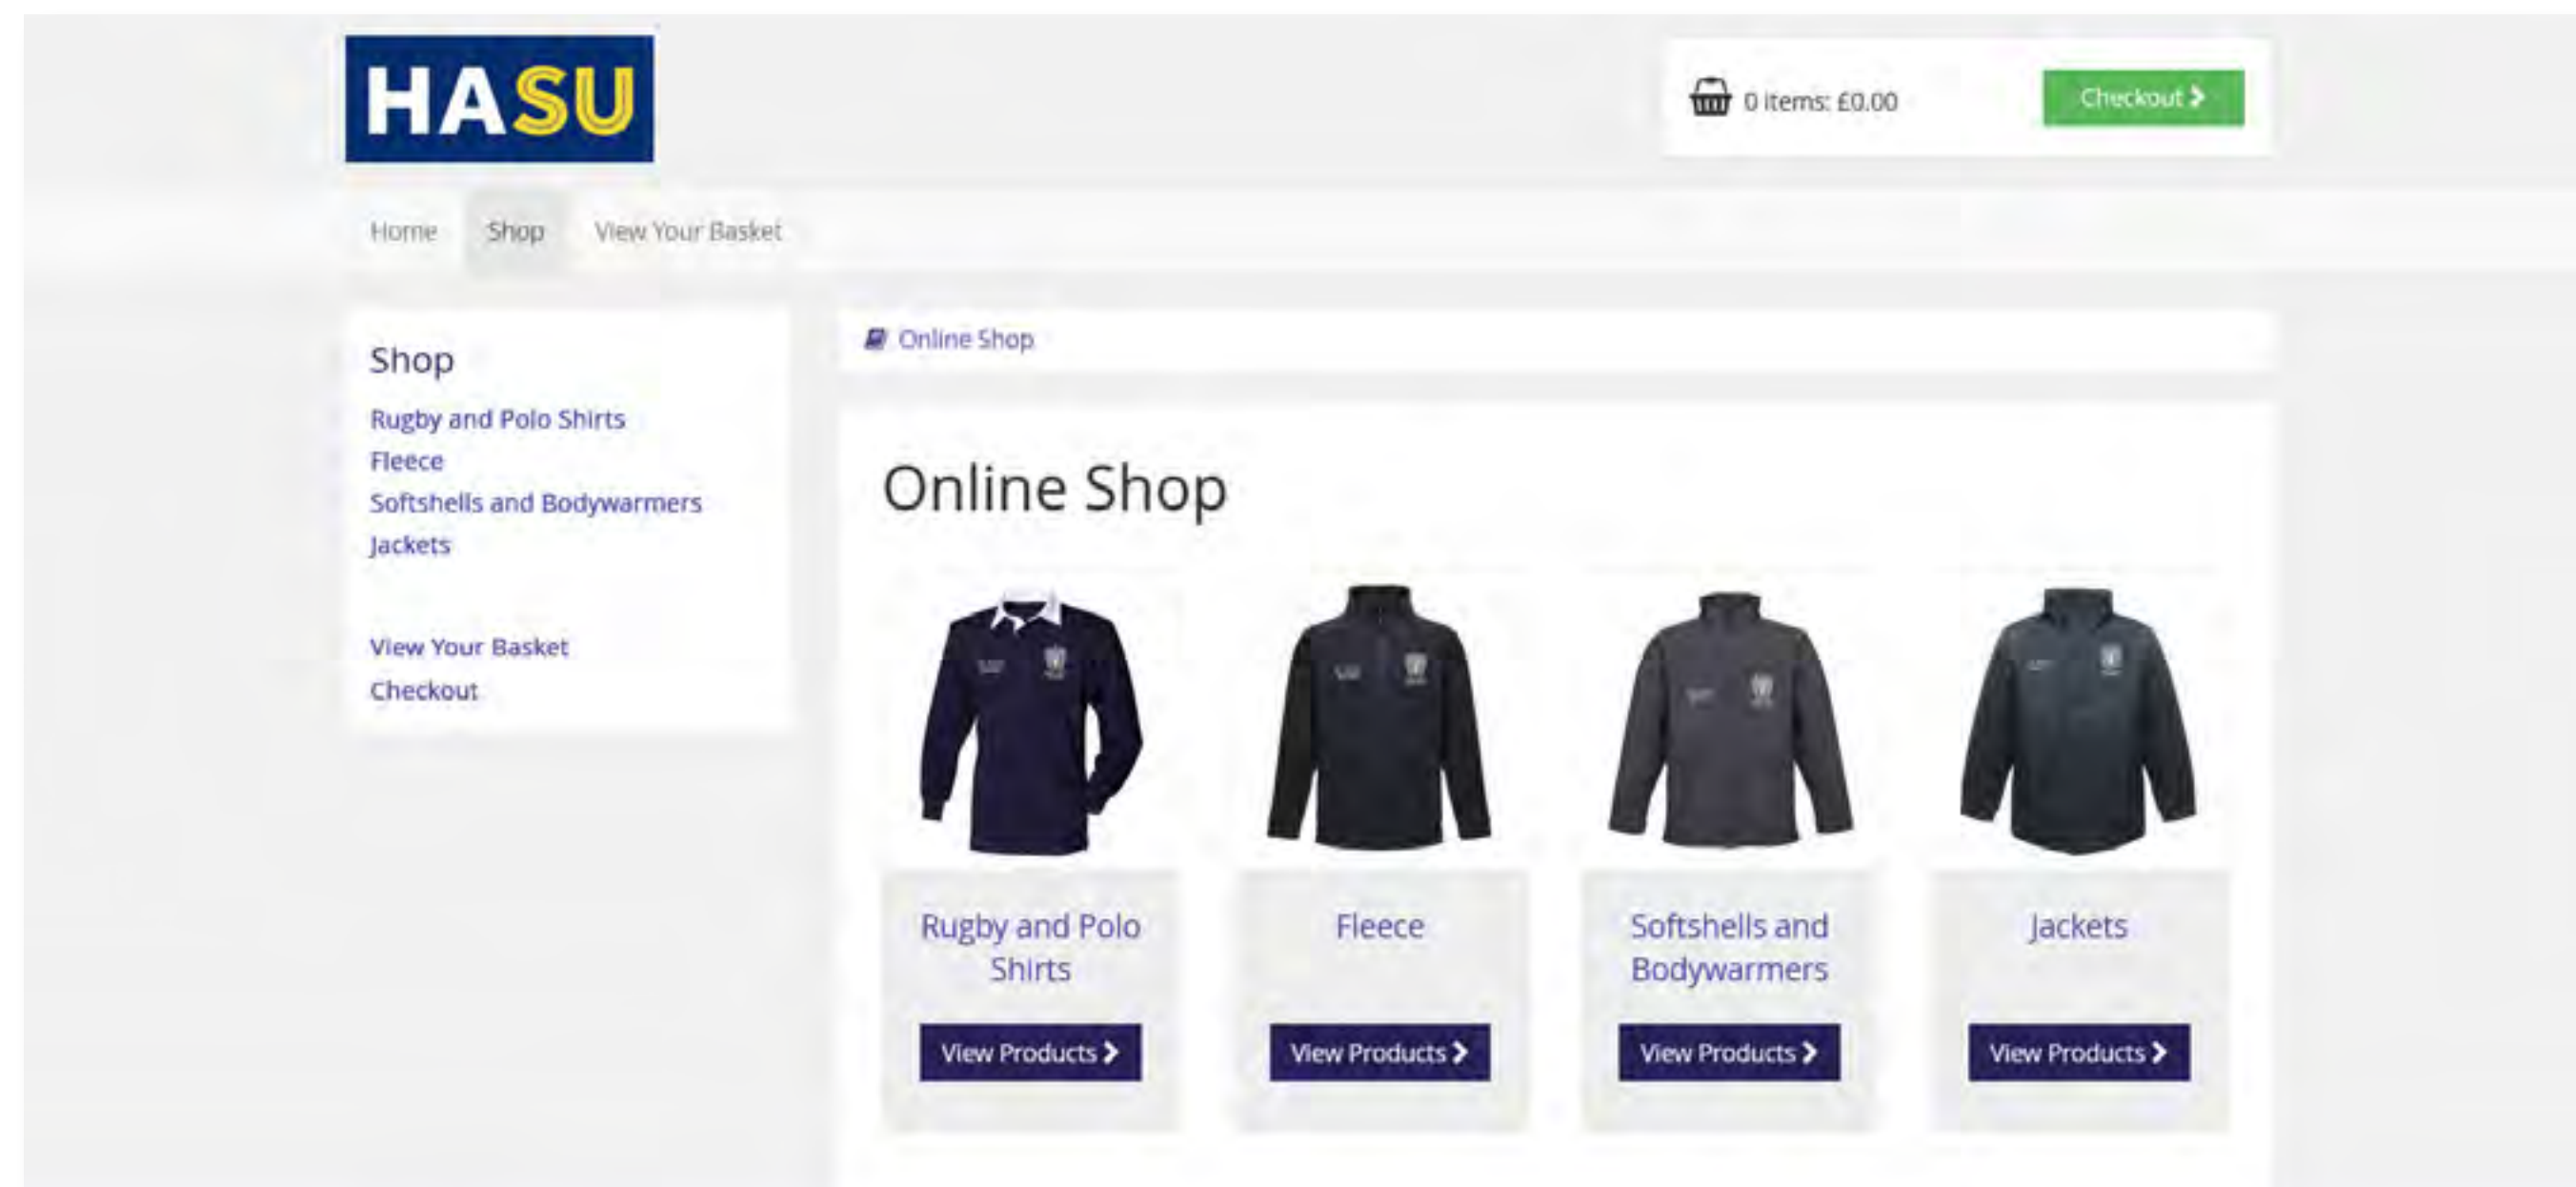 HASU
0 items: £0.00
Checkout
Home
Shop
View Your Basket
Shop
Rugby and Polo Shirts
Fleece
Softshells and Bodywarmers
Jackets
View Your Basket
Checkout
Online Shop
Online Shop
Rugby and Polo
Shirts
View Products
Fleece
View Products
Softshells and
Bodywarmers
View Products
Jackets
View Products